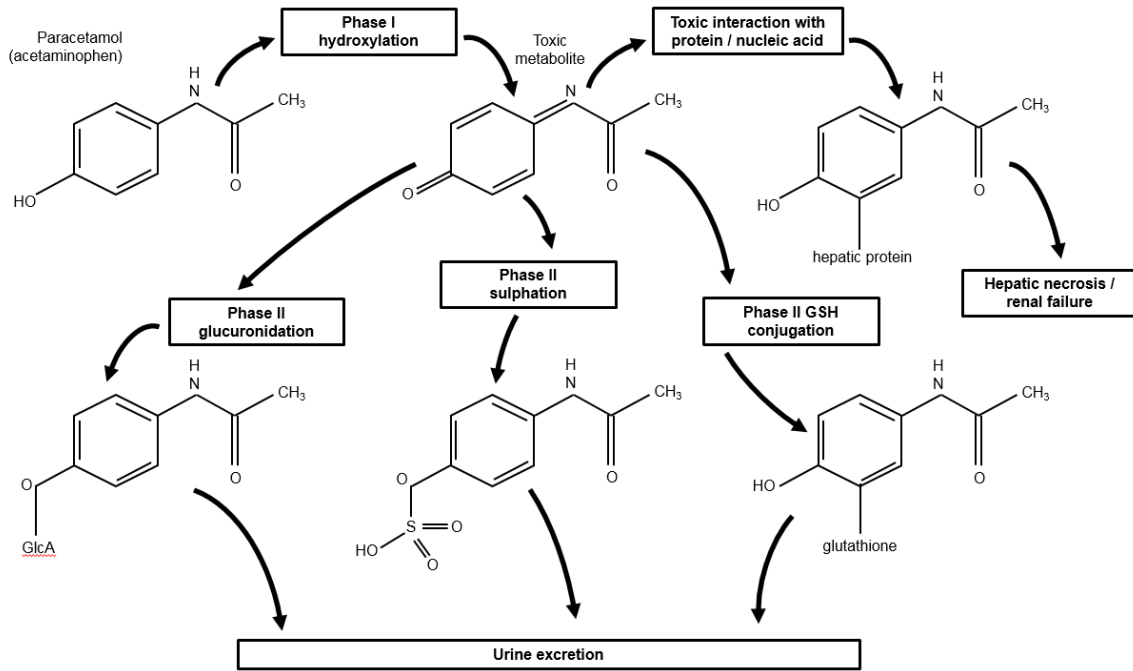 Paracetamol
(acetaminophen)
Phase I
hydroxylation
Toxic
metabolite
Toxic interaction with
protein / nucleic acid
H
N
CH3
O
HO
N
CH3
O
O
H
N
CH3
O
HO
hepatic protein
Phase II
glucuronidation
Phase II
sulphation
Phase II GSH
conjugation
Hepatic necrosis /
renal failure
H
N
CH3
O
O
GlcA
H
N
CH3
O
O
S
O
HO
O
H
N
CH3
O
HO
glutathione
Urine excretion